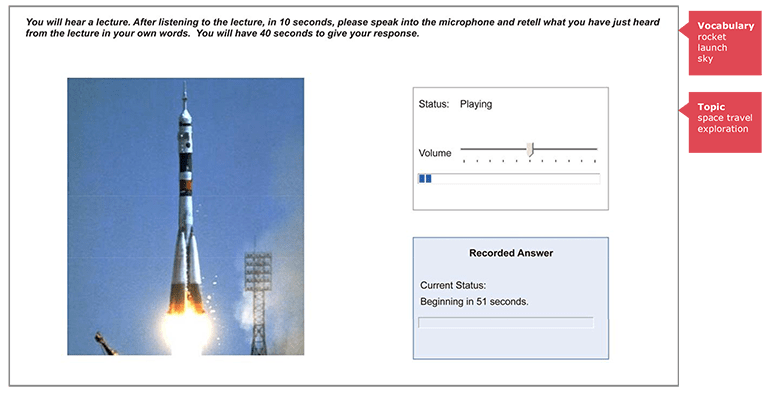 You will hear a lecture. After listening to the lecture, in 10 seconds, please speak into the microphone and retell what you have just heard
from the lecture in your own words.  You will have 40 seconds to give your response.
Vocabulary
rocket
launch
sky
Status: Playing
Topic
space travel
exploration
Volume
Recorded Answer
Current Status:
Beginning in 51 seconds.